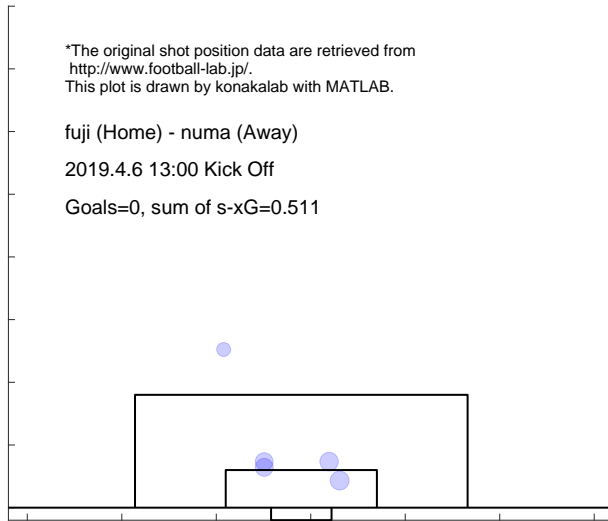 *The original shot position data are retrieved from
http://www.football-lab.jp/.
This plot is drawn by konakalab with MATLAB.
fuji (Home) - numa (Away)
2019.4.6 13:00 Kick Off
Goals=0, sum of s-xG=0.511